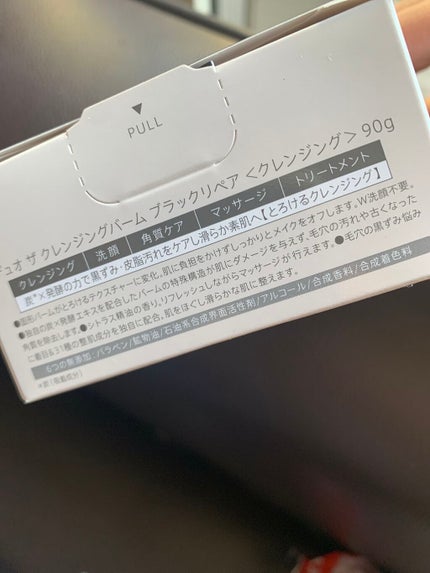 PULL
デュオ ザ クレンジングバーム ブラックリペア <クレンジング> 90g
クレンジング 洗顔 角質ケア マッサージ トリートメント
炭*×発酵の力で黒ずみ・皮脂汚れをケアし滑らか素肌へ【とろけるクレンジング】
●固形バームがとろけるテクスチャーに変化。肌に負担をかけずしっかりとメイクをオフします。W洗顔不要。
●独自の炭×発酵エキスを配合したバームの特殊構造が肌にダメージを与えず、毛穴の汚れや古くなった
角質を除去します。●シトラス精油の香り、リフレッシュしながらマッサージが行えます。●毛穴の黒ずみ悩み
に着目&31種の整肌成分を独自に配合。肌をほぐし滑らかな肌に整えます。
6つの無添加:パラベン/鉱物油/石油系合成界面活性剤/アルコール/合成香料/合成着色料
*炭(吸着成分)